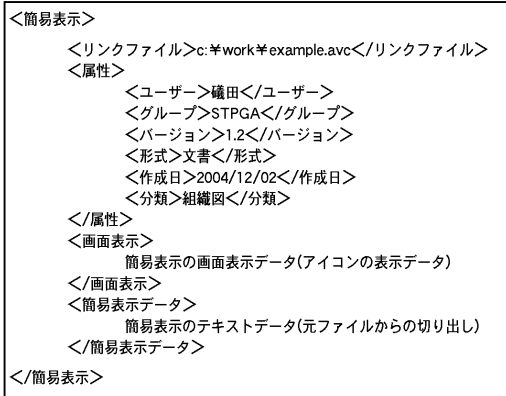 ＜簡易表示＞
＜リンクファイル＞c:￥work￥example.avc＜/リンクファイル＞
＜属性＞
＜ユーザー＞礒田＜/ユーザー＞
＜グループ＞STPGA＜/グループ＞
＜バージョン＞1.2＜/バージョン＞
＜形式＞文書＜/形式＞
＜作成日＞2004/12/02＜/作成日＞
＜分類＞組織図＜/分類＞
＜/属性＞
＜画面表示＞
簡易表示の画面表示データ(アイコンの表示データ)
＜/画面表示＞
＜簡易表示データ＞
簡易表示のテキストデータ(元ファイルからの切り出し)
＜/簡易表示データ＞
＜/簡易表示＞